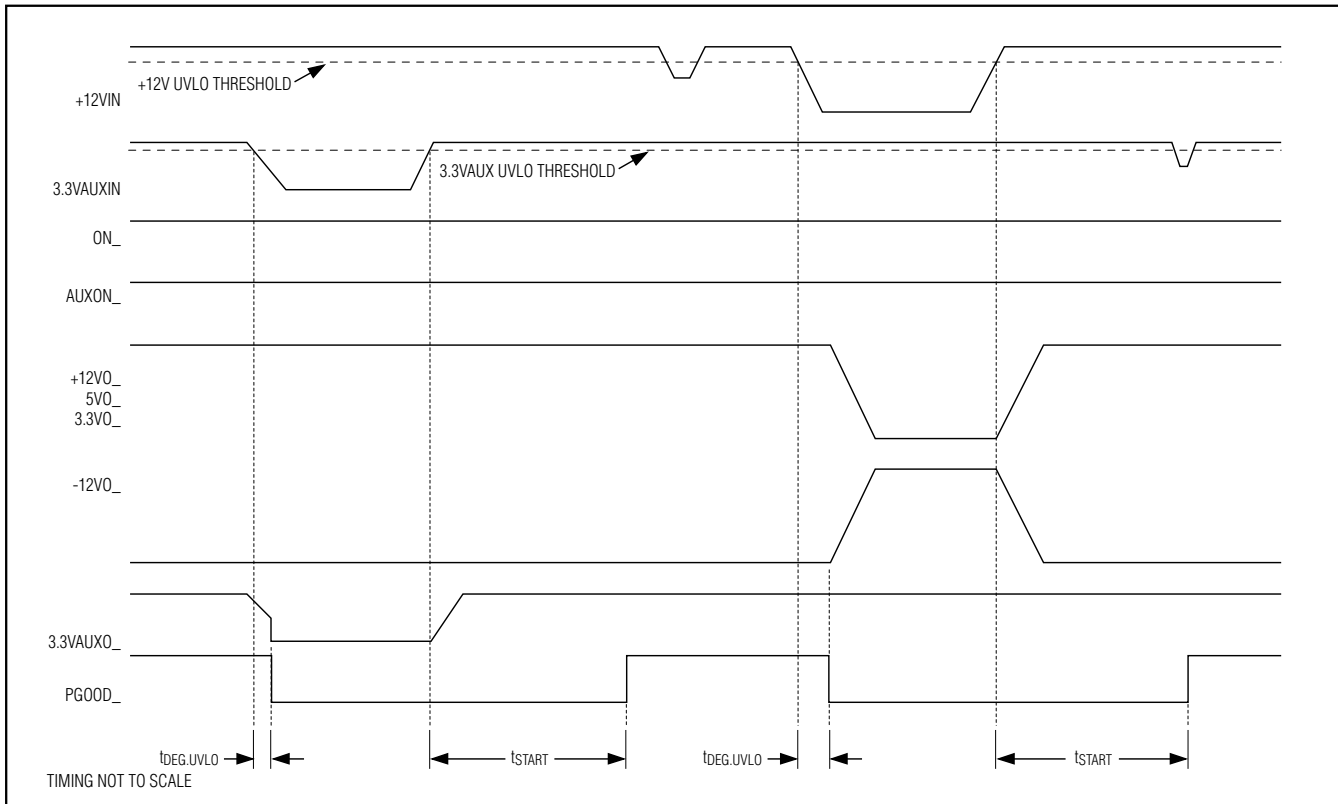 +12V UVLO THRESHOLD
+12VIN
3.3VAUX UVLO THRESHOLD
3.3VAUXIN
ON_
AUXON_
+12VO_
5VO_
3.3VO_
-12VO_
3.3VAUXO_
PGOOD_
tDEG.UVLO
tSTART
tDEG.UVLO
tSTART
TIMING NOT TO SCALE